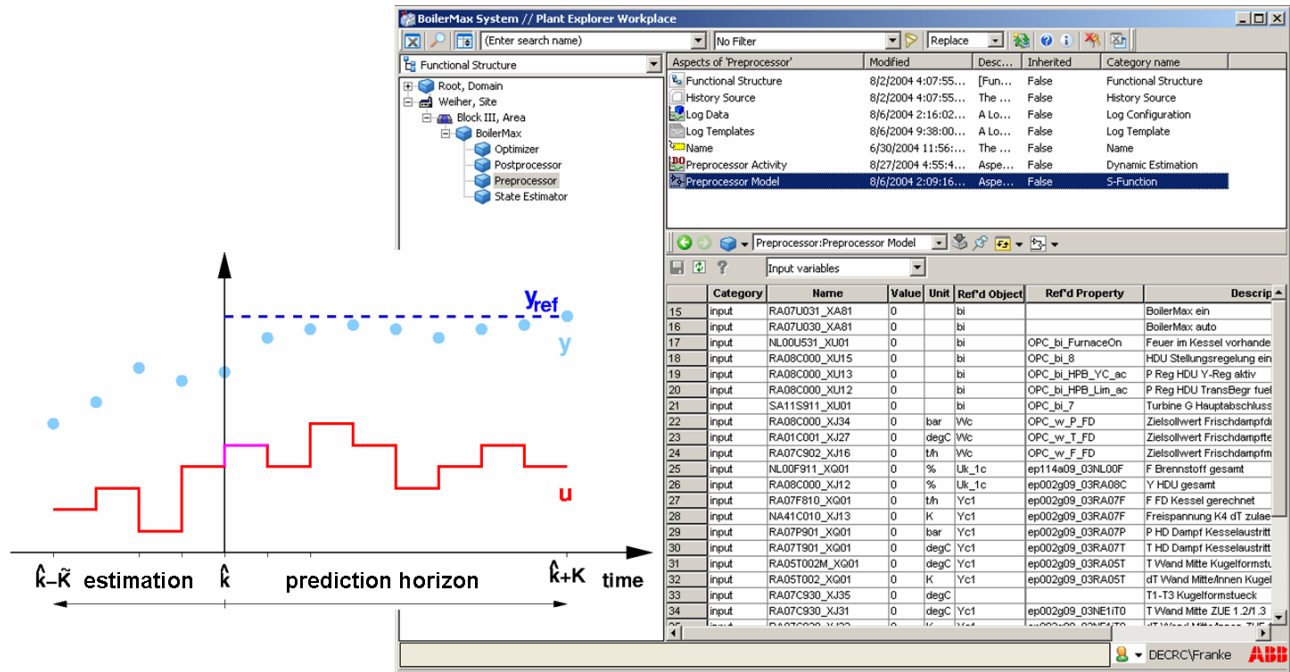 BoilerMax System // Plant Explorer Workplace
(Enter search name) No Filter Replace
Functional Structure
Root, Domain
Weiher, Site
Block III, Area
BoilerMax
Optimizer
Postprocessor
Preprocessor
State Estimator
Aspects of 'Preprocessor' Modified Desc... Inherited Category name
Functional Structure 8/2/2004 4:07:55... [Fun... False Functional Structure
History Source 8/2/2004 4:07:55... The ... False History Source
Log Data 8/6/2004 2:16:02... A Lo... False Log Configuration
Log Templates 8/6/2004 9:38:00... A Lo... False Log Template
Name 6/30/2004 11:56:... The ... False Name
Preprocessor Activity 8/27/2004 4:55:4... Aspe... False Dynamic Estimation
Preprocessor Model 8/6/2004 2:09:16... Aspe... False S-Function
Preprocessor:Preprocessor Model
Input variables
Category Name Value Unit Ref'd Object Ref'd Property Descrip
15 input RA07U031_XA81 0 bi BoilerMax ein
16 input RA07U030_XA81 0 bi BoilerMax auto
17 input NL00U531_XU01 0 bi OPC_bi_FurnaceOn Feuer im Kessel vorhande
18 input RA08C000_XU15 0 bi OPC_bi_8 HDU Stellungsregelung ein
19 input RA08C000_XU13 0 bi OPC_bi_HPB_YC_ac P Reg HDU Y-Reg aktiv
20 input RA08C000_XU12 0 bi OPC_bi_HPB_Lim_ac P Reg HDU TransBegr fuel
21 input SA11S911_XU01 0 bi OPC_bi_7 Turbine G Hauptabschluss
22 input RA08C000_XJ34 0 bar Wc OPC_w_P_FD Zielsollwert Frischdampfdr
23 input RA01C001_XJ27 0 degC Wc OPC_w_T_FD Zielsollwert Frischdampfte
24 input RA07C902_XJ16 0 t/h Wc OPC_w_F_FD Zielsollwert Frischdampfm
25 input NL00F911_XQ01 0 % Uk_1c ep114a09_03NL00F F Brennstoff gesamt
26 input RA08C000_XJ12 0 % Uk_1c ep002g09_03RA08C Y HDU gesamt
27 input RA07F810_XQ01 0 t/h Yc1 ep002g09_03RA07F F FD Kessel gerechnet
28 input NA41C010_XJ13 0 K Yc1 ep002g09_03RA07F Freispannung K4 dT zulae
29 input RA07P901_XQ01 0 bar Yc1 ep002g09_03RA07P P HD Dampf Kesselaustritt
30 input RA07T901_XQ01 0 degC Yc1 ep002g09_03RA07T T HD Dampf Kesselaustritt
31 input RA05T002M_XQ01 0 degC Yc1 ep002g09_03RA05T T Wand Mitte Kugelformstu
32 input RA05T002_XQ01 0 K Yc1 ep002g09_03RA05T dT Wand Mitte/Innen Kugel
33 input RA07C930_XJ35 0 degC T1-T3 Kugelformstueck
34 input RA07C930_XJ31 0 degC Yc1 ep002g09_03NE1iT0 T Wand Mitte ZUE 1.2/1.3
DECRC\Franke ABB
yref
y
u
k̂–K̃ estimation k̂ prediction horizon k̂+K time